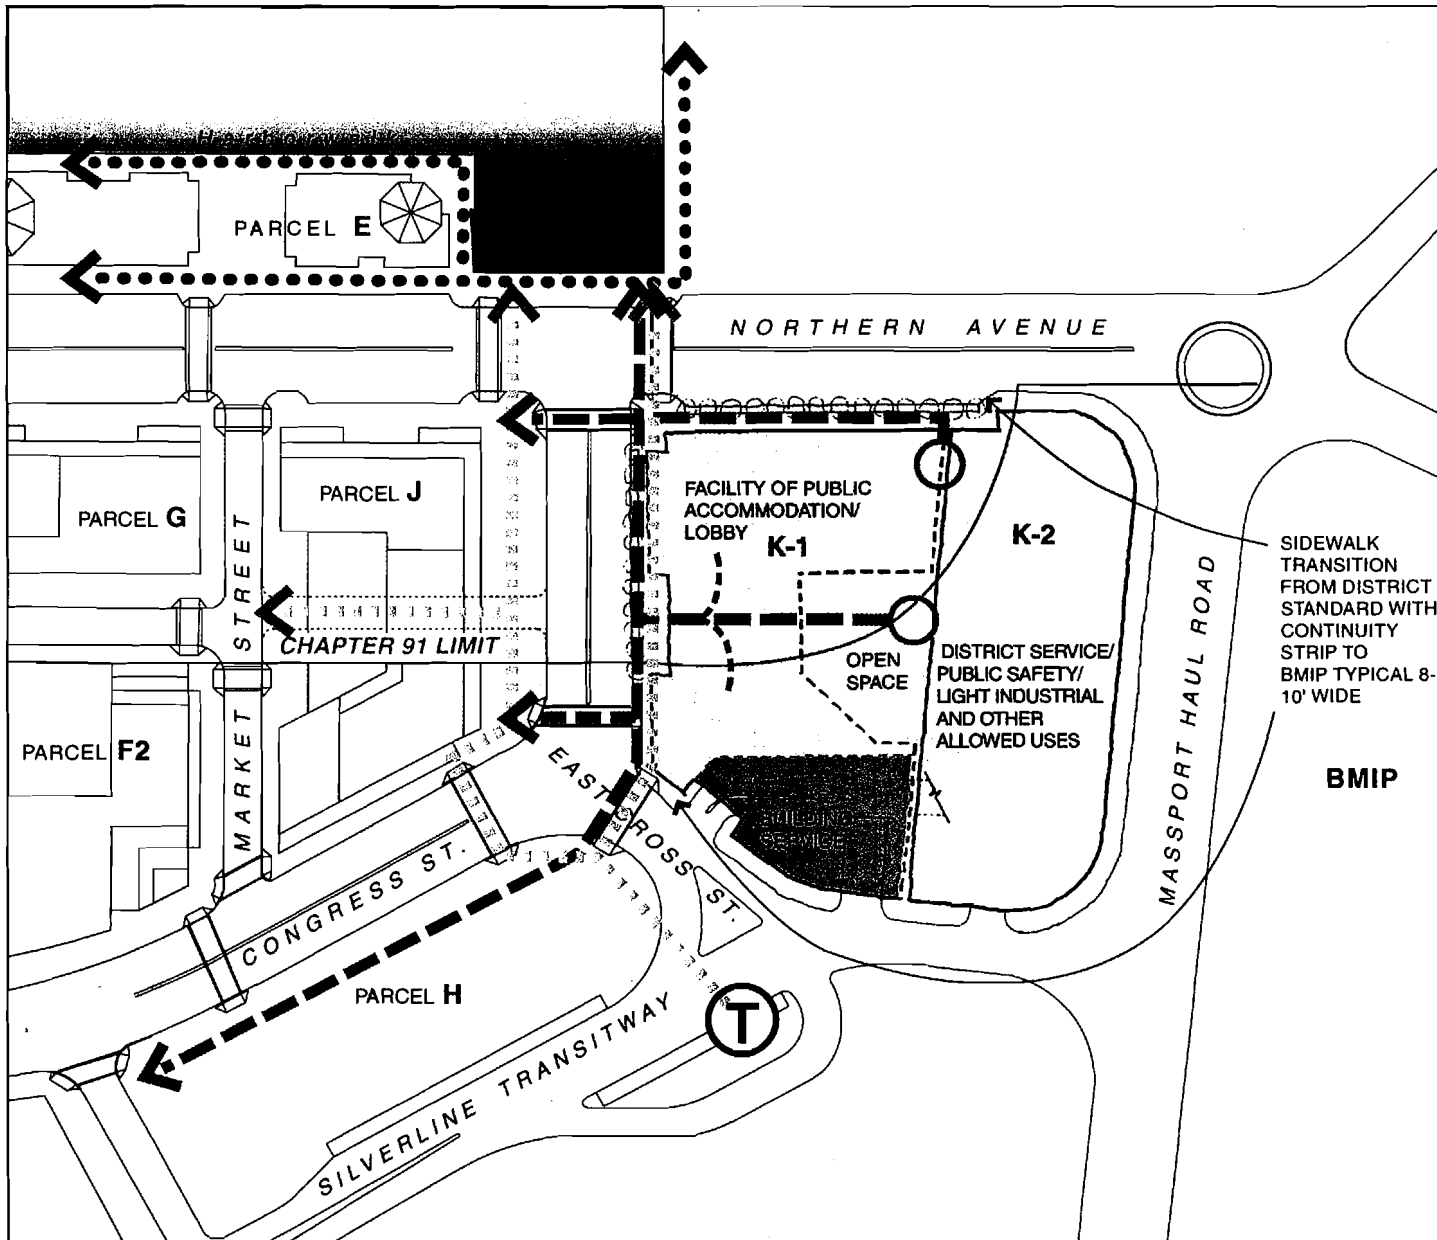 Harborwalk
PARCEL E
NORTHERN AVENUE
PARCEL J
PARCEL G
FACILITY OF PUBLIC
ACCOMMODATION/
LOBBY
K-1
K-2
SIDEWALK
TRANSITION
FROM DISTRICT
STANDARD WITH
CONTINUITY
STRIP TO
BMIP TYPICAL 8-
10' WIDE
MARKET STREET
CHAPTER 91 LIMIT
OPEN
SPACE
DISTRICT SERVICE/
PUBLIC SAFETY/
LIGHT INDUSTRIAL
AND OTHER
ALLOWED USES
MASSPORT HAUL ROAD
PARCEL F2
BMIP
EAST CROSS ST.
BUILDING
SERVICE
CONGRESS ST.
PARCEL H
T
SILVERLINE TRANSITWAY